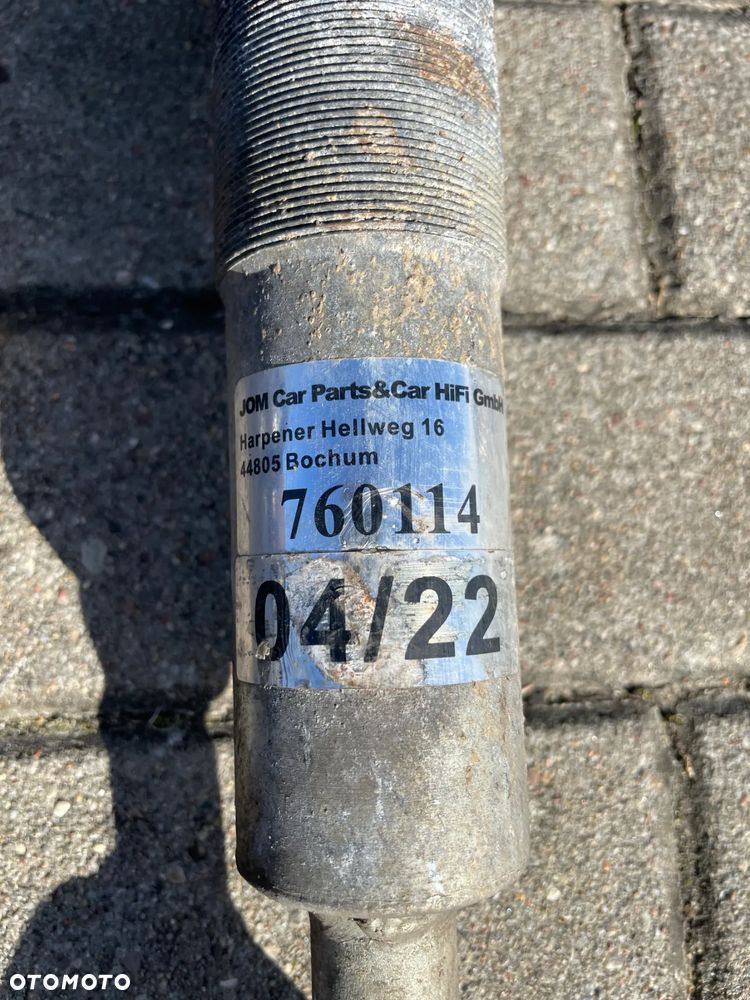 JOM Car Parts&Car HiFi GmbH
Harpener Hellweg 16
44805 Bochum
760114
04/22
OTOMOTO